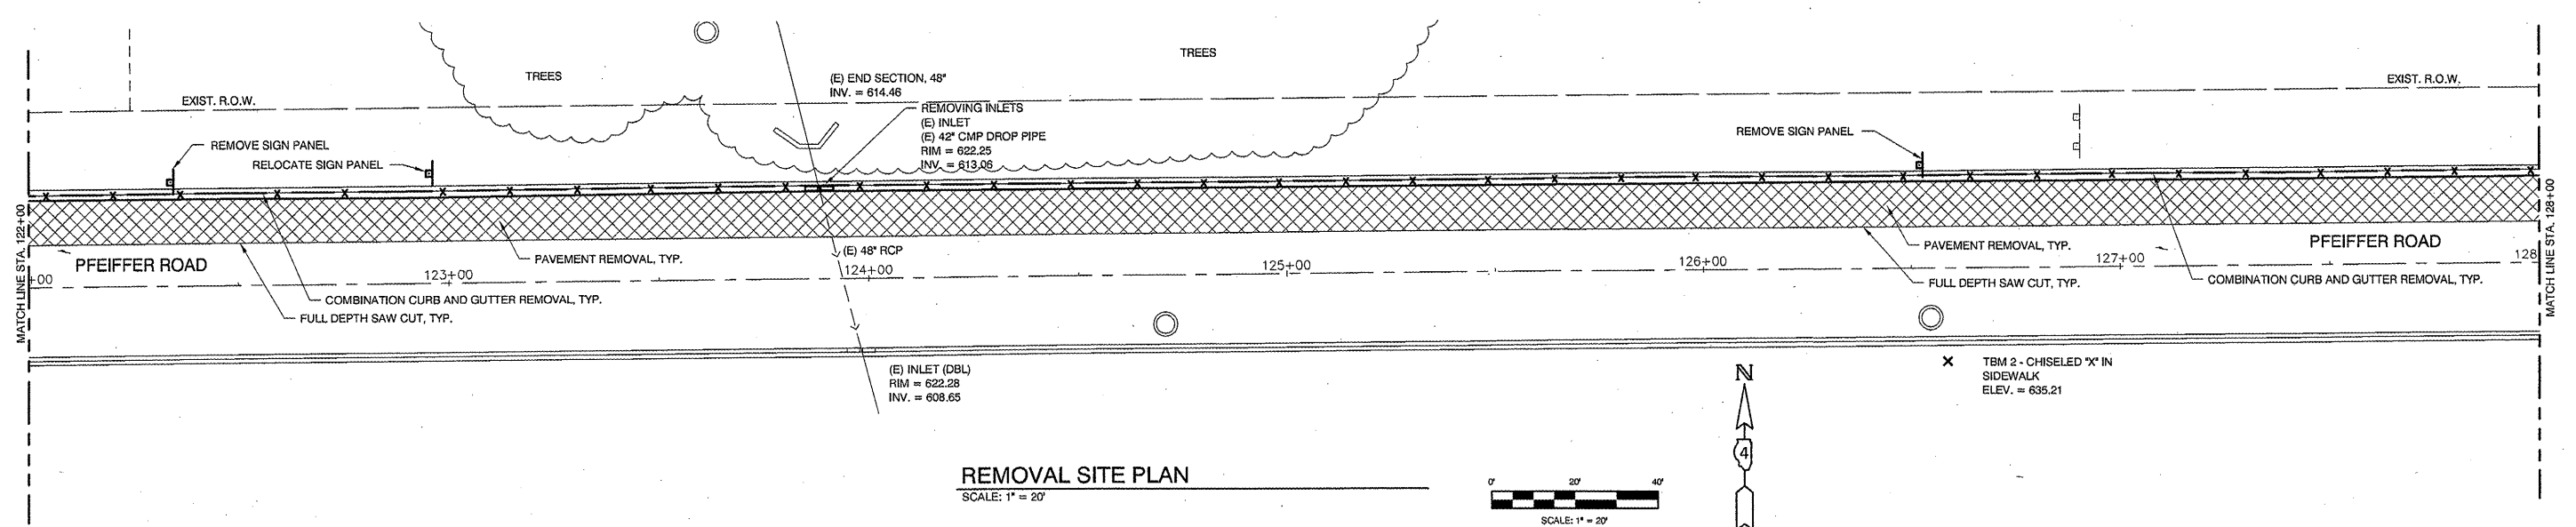 TREES
TREES
(E) END SECTION, 48"
INV. = 614.46
EXIST. R.O.W.
EXIST. R.O.W.
REMOVING INLETS
(E) INLET
(E) 42" CMP DROP PIPE
RIM = 622.25
INV. = 613.06
REMOVE SIGN PANEL
RELOCATE SIGN PANEL
REMOVE SIGN PANEL
MATCH LINE STA. 122+00
MATCH LINE STA. 128+00
PFEIFFER ROAD
PFEIFFER ROAD
(E) 48" RCP
PAVEMENT REMOVAL, TYP.
PAVEMENT REMOVAL, TYP.
+00
123+00
124+00
125+00
126+00
127+00
128
COMBINATION CURB AND GUTTER REMOVAL, TYP.
FULL DEPTH SAW CUT, TYP.
FULL DEPTH SAW CUT, TYP.
COMBINATION CURB AND GUTTER REMOVAL, TYP.
(E) INLET (DBL)
RIM = 622.28
INV. = 608.65
TBM 2 - CHISELED "X" IN
SIDEWALK
ELEV. = 635.21
N
4
REMOVAL SITE PLAN
SCALE: 1" = 20'
0' 20' 40'
SCALE: 1" = 20'